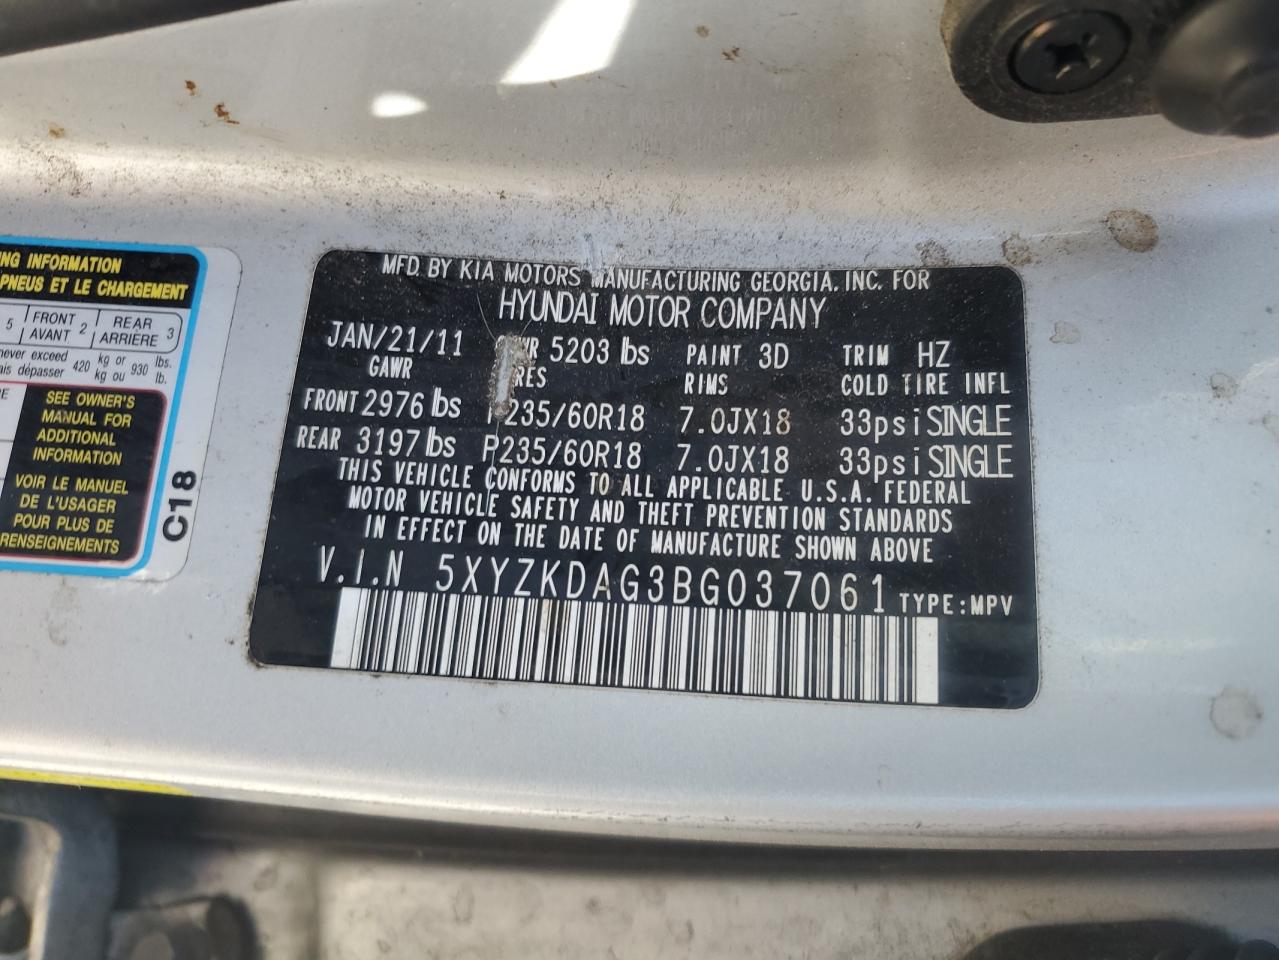 ING INFORMATION
PNEUS ET LE CHARGEMENT
5 FRONT AVANT 2 REAR ARRIÈRE 3
never exceed 420 kg or 930 lbs.
ais dépasser kg ou lb.
SEE OWNER'S
MANUAL FOR
ADDITIONAL
INFORMATION
VOIR LE MANUEL
DE L'USAGER
POUR PLUS DE
RENSEIGNEMENTS
C18
MFD BY KIA MOTORS MANUFACTURING GEORGIA, INC. FOR
HYUNDAI MOTOR COMPANY
JAN/21/11 5203 lbs PAINT 3D TRIM HZ
GAWR RIMS COLD TIRE INFL
FRONT 2976 lbs P235/60R18 7.0JX18 33psi SINGLE
REAR 3197 lbs P235/60R18 7.0JX18 33psi SINGLE
THIS VEHICLE CONFORMS TO ALL APPLICABLE U.S.A. FEDERAL
MOTOR VEHICLE SAFETY AND THEFT PREVENTION STANDARDS
IN EFFECT ON THE DATE OF MANUFACTURE SHOWN ABOVE
V.I.N 5XYZKDAG3BG037061 TYPE:MPV